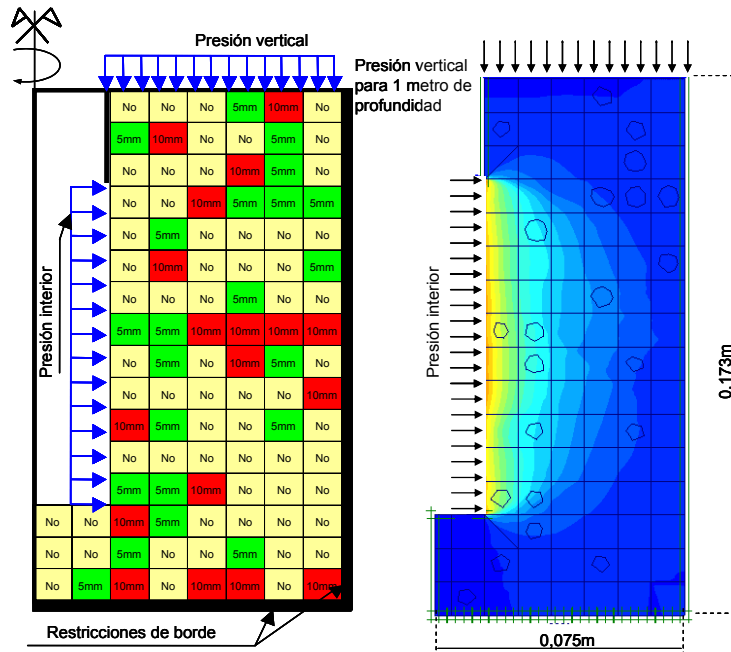 Presión vertical
Presión vertical
para 1 metro de
profundidad
No No No 5mm 10mm No
5mm 10mm No No 5mm No
No No No 10mm 5mm No
No No 10mm 5mm 5mm 5mm
No 5mm No No No No
No 10mm No No No 5mm
No No No 5mm No No
5mm 5mm 10mm 10mm 10mm 10mm
No 5mm No 10mm 5mm No
No No No No No 10mm
10mm 5mm No No 5mm No
No No No No No No
5mm 5mm 10mm No No No
No No 10mm 5mm No No No No
No No 5mm No No 5mm No No
No 5mm 10mm No 10mm 10mm No 10mm
Presión interior
Restricciones de borde
Presión interior
0.173m
0,075m